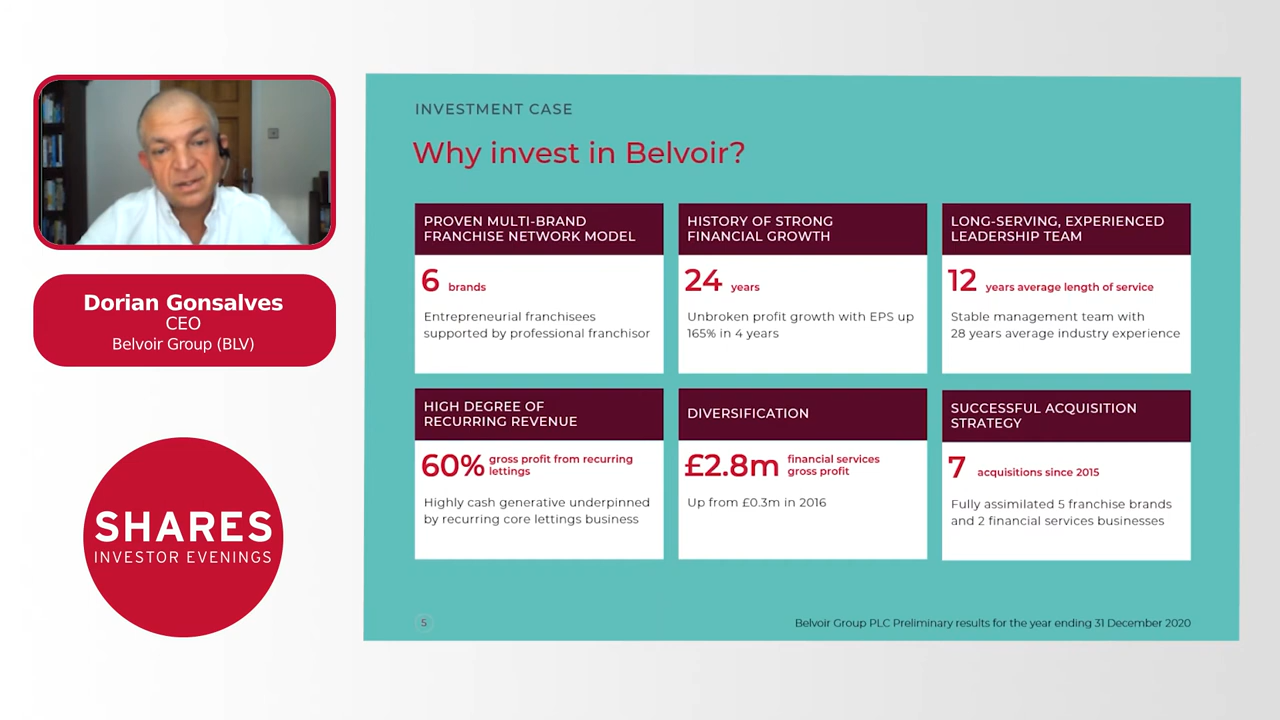 Dorian Gonsalves
CEO
Belvoir Group (BLV)
SHARES
INVESTOR EVENINGS
INVESTMENT CASE
Why invest in Belvoir?
PROVEN MULTI-BRAND
FRANCHISE NETWORK MODEL
6 brands
Entrepreneurial franchisees
supported by professional franchisor
HISTORY OF STRONG
FINANCIAL GROWTH
24 years
Unbroken profit growth with EPS up
165% in 4 years
LONG-SERVING, EXPERIENCED
LEADERSHIP TEAM
12 years average length of service
Stable management team with
28 years average industry experience
HIGH DEGREE OF
RECURRING REVENUE
60% gross profit from recurring
lettings
Highly cash generative underpinned
by recurring core lettings business
DIVERSIFICATION
£2.8m financial services
gross profit
Up from £0.3m in 2016
SUCCESSFUL ACQUISITION
STRATEGY
7 acquisitions since 2015
Fully assimilated 5 franchise brands
and 2 financial services businesses
5
Belvoir Group PLC Preliminary results for the year ending 31 December 2020